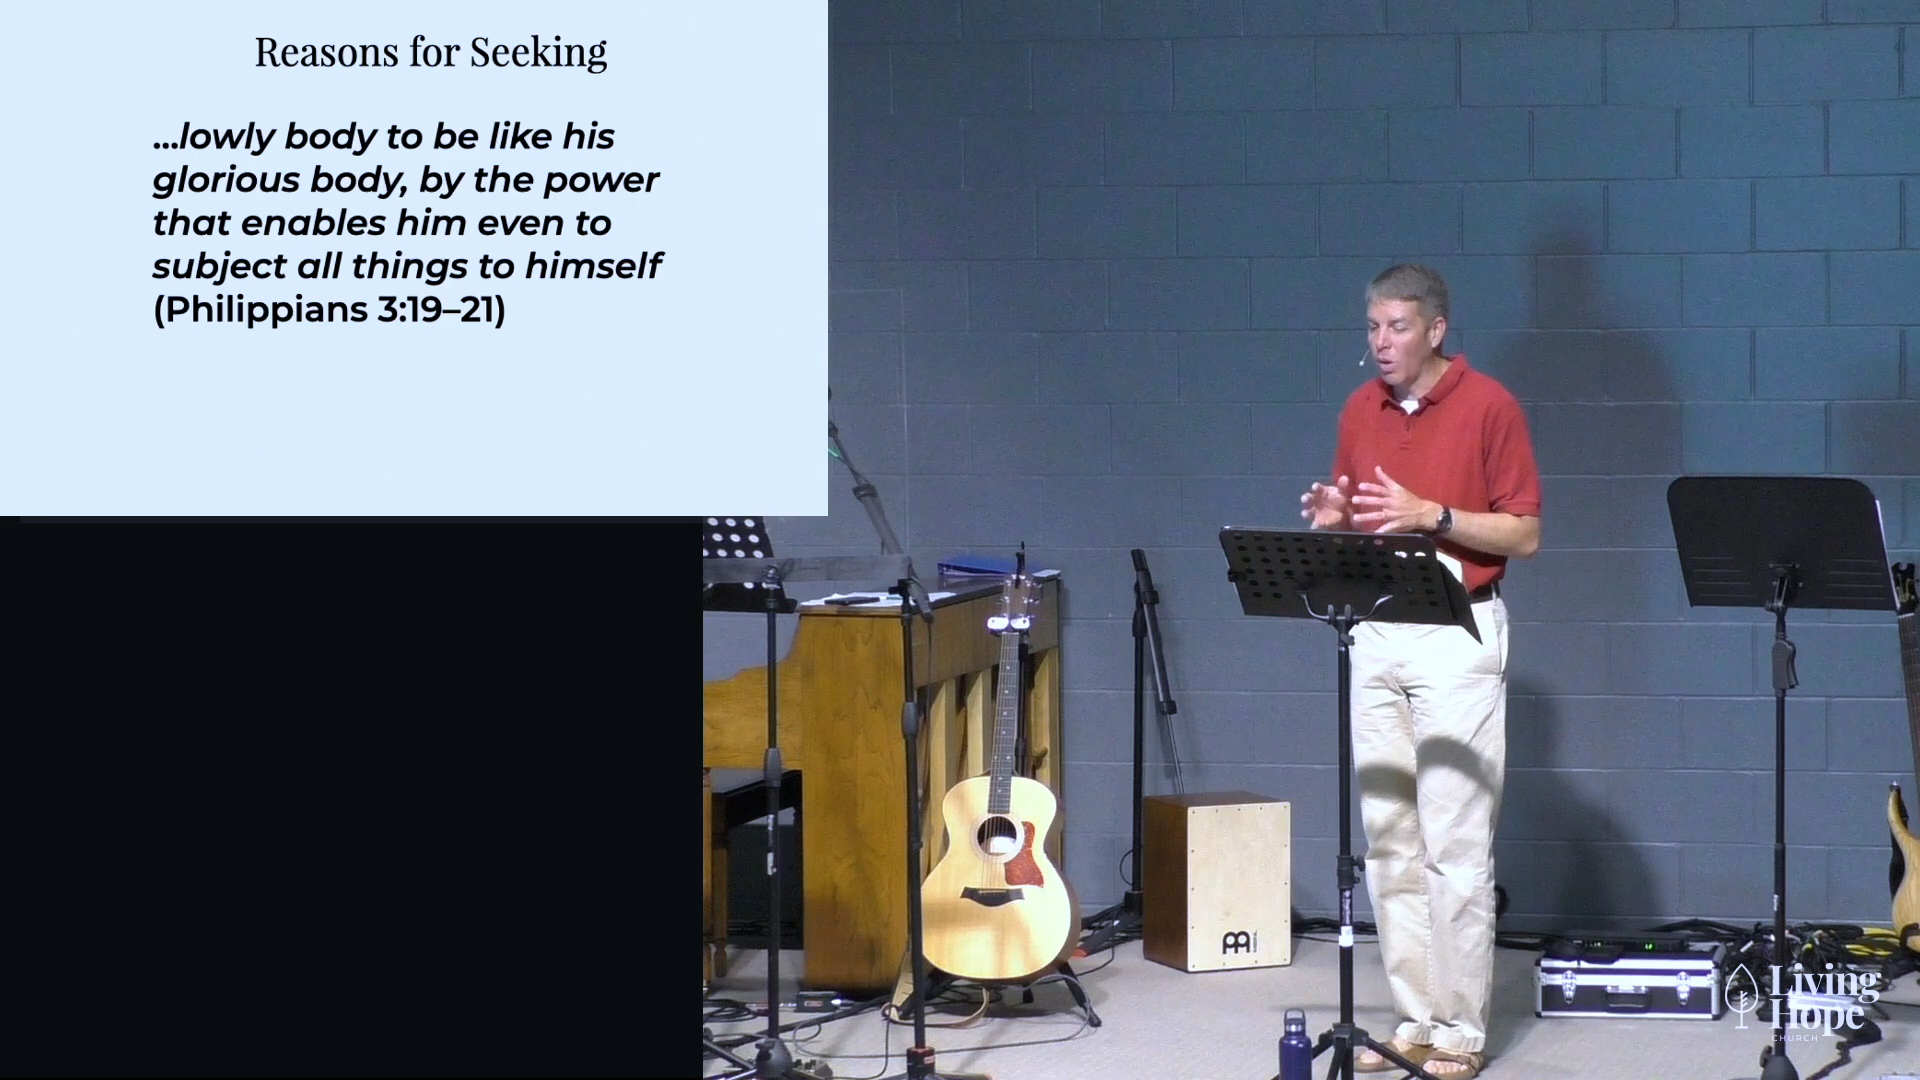 Reasons for Seeking
...lowly body to be like his
glorious body, by the power
that enables him even to
subject all things to himself
(Philippians 3:19–21)
Living
Hope
CHURCH